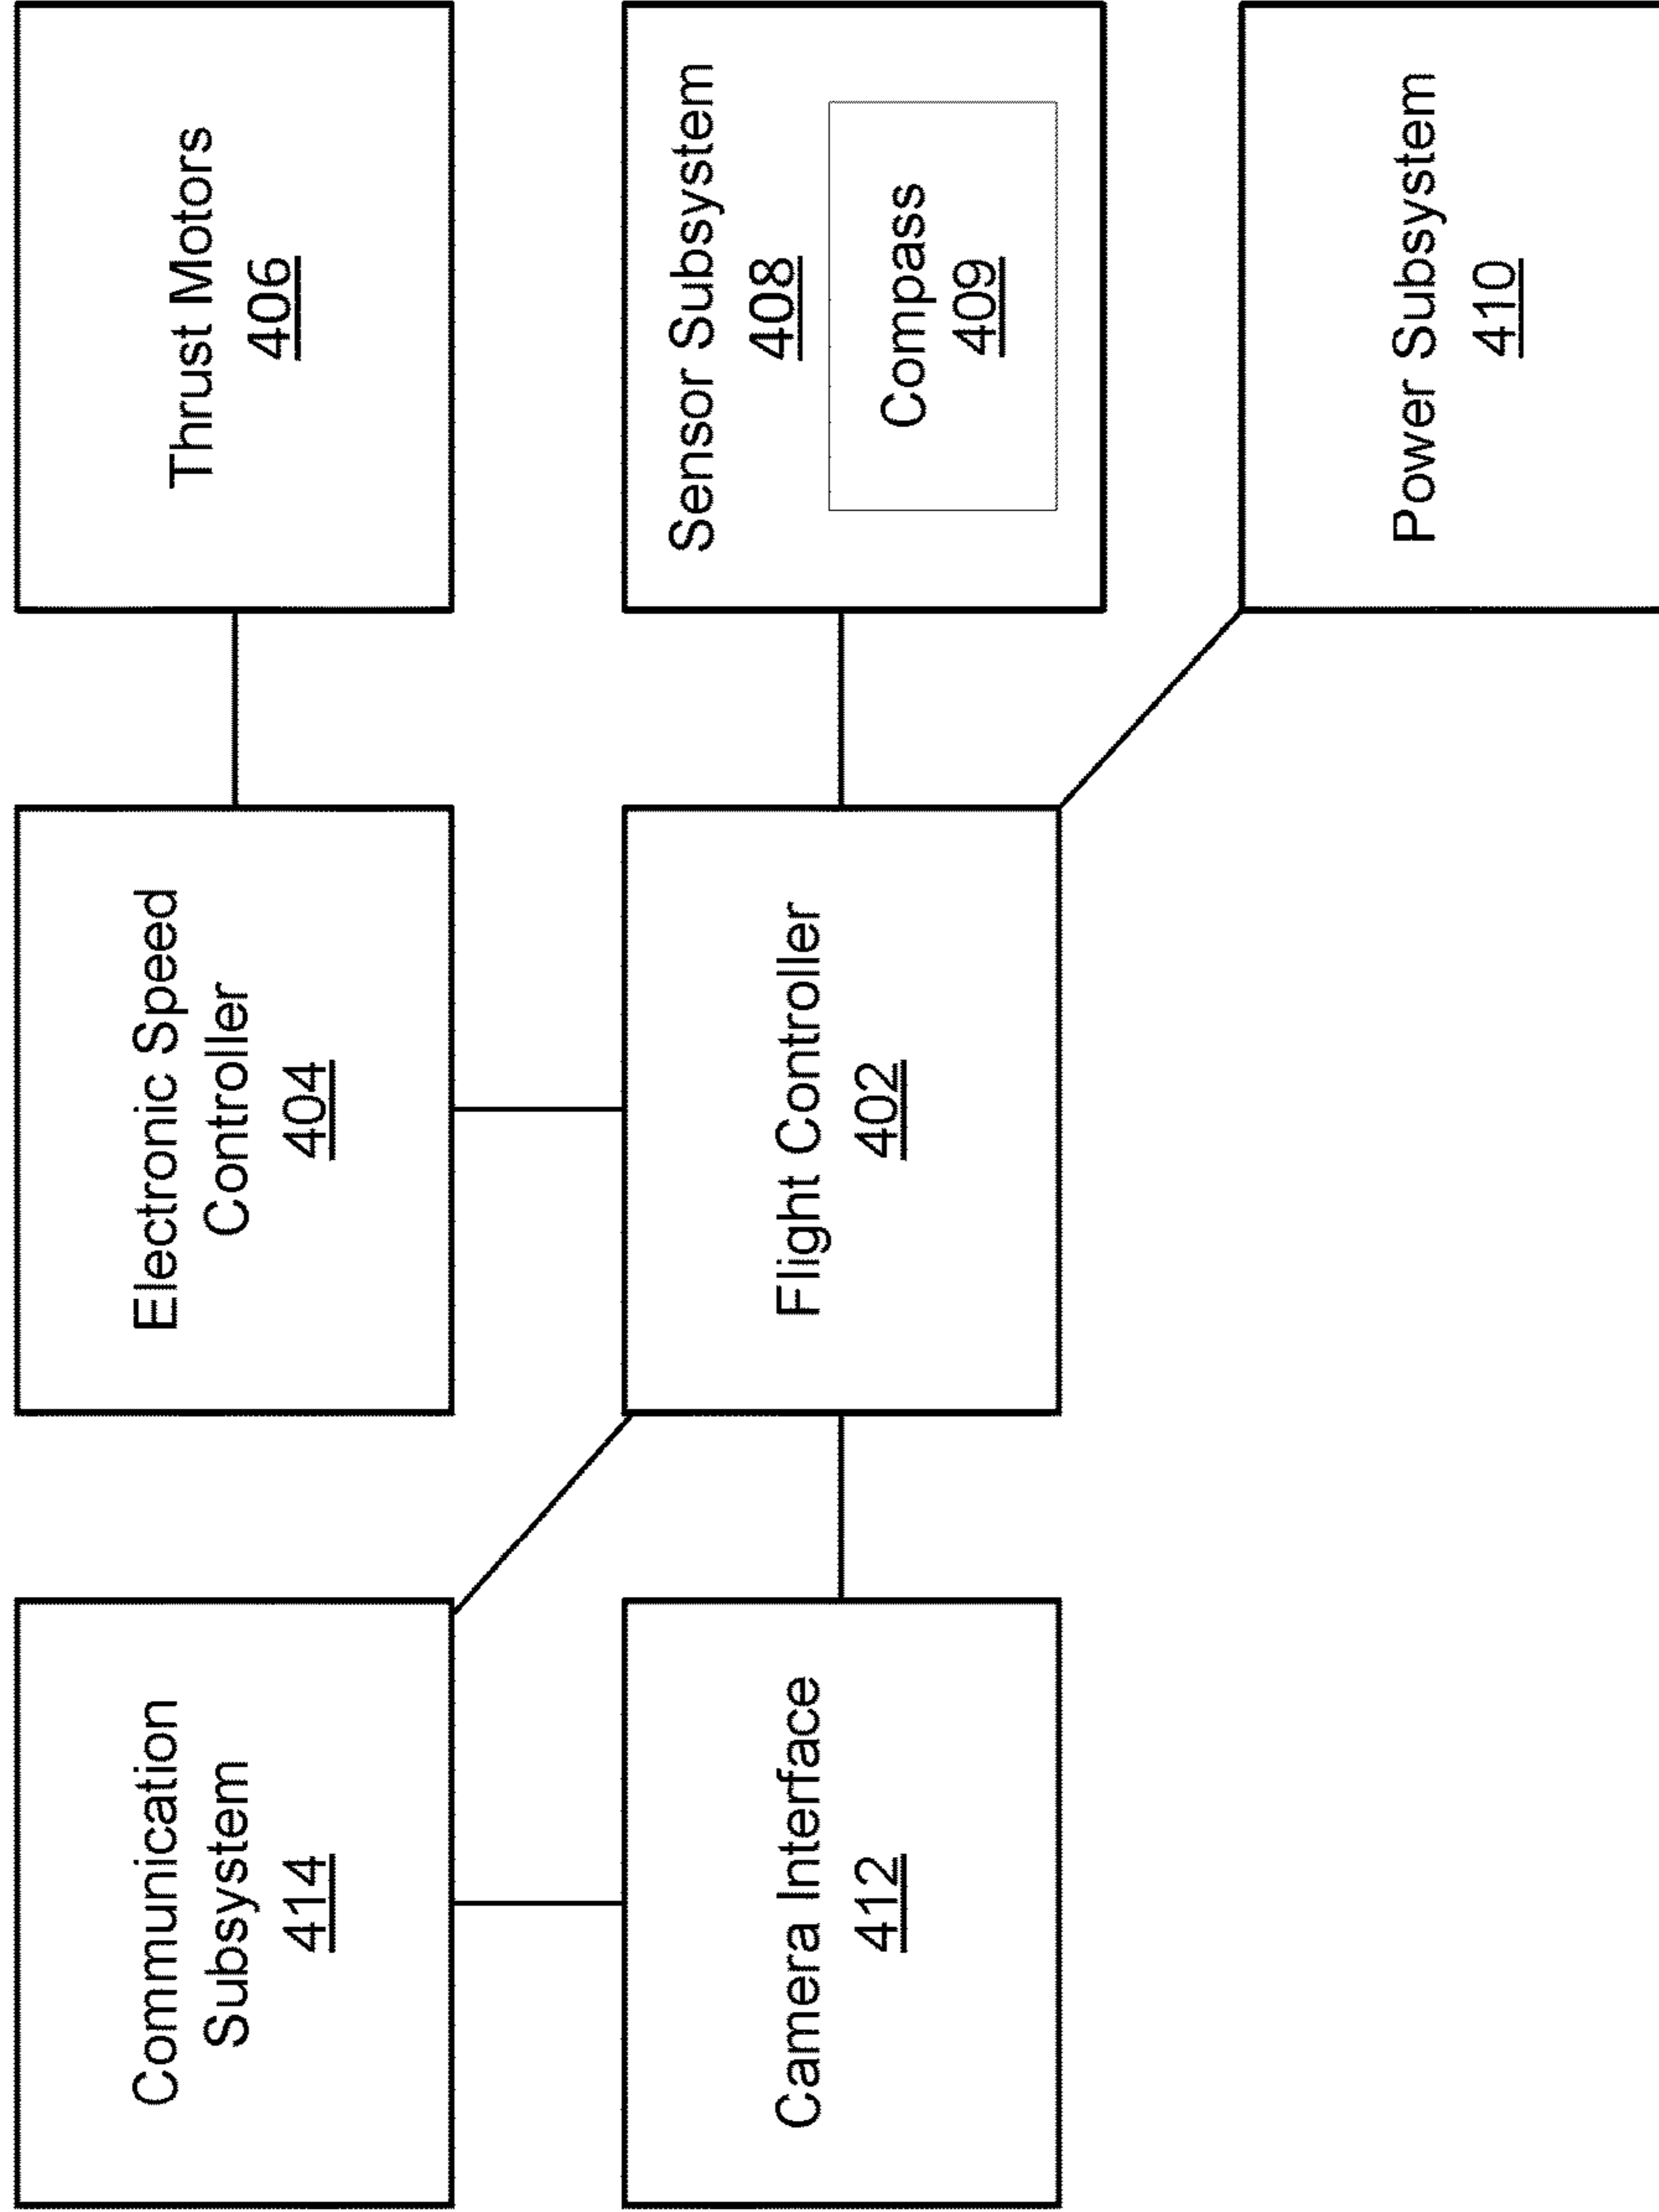 Communication
Subsystem
414
Electronic Speed
Controller
404
Thrust Motors
406
Camera Interface
412
Flight Controller
402
Sensor Subsystem
408
Compass
409
Power Subsystem
410